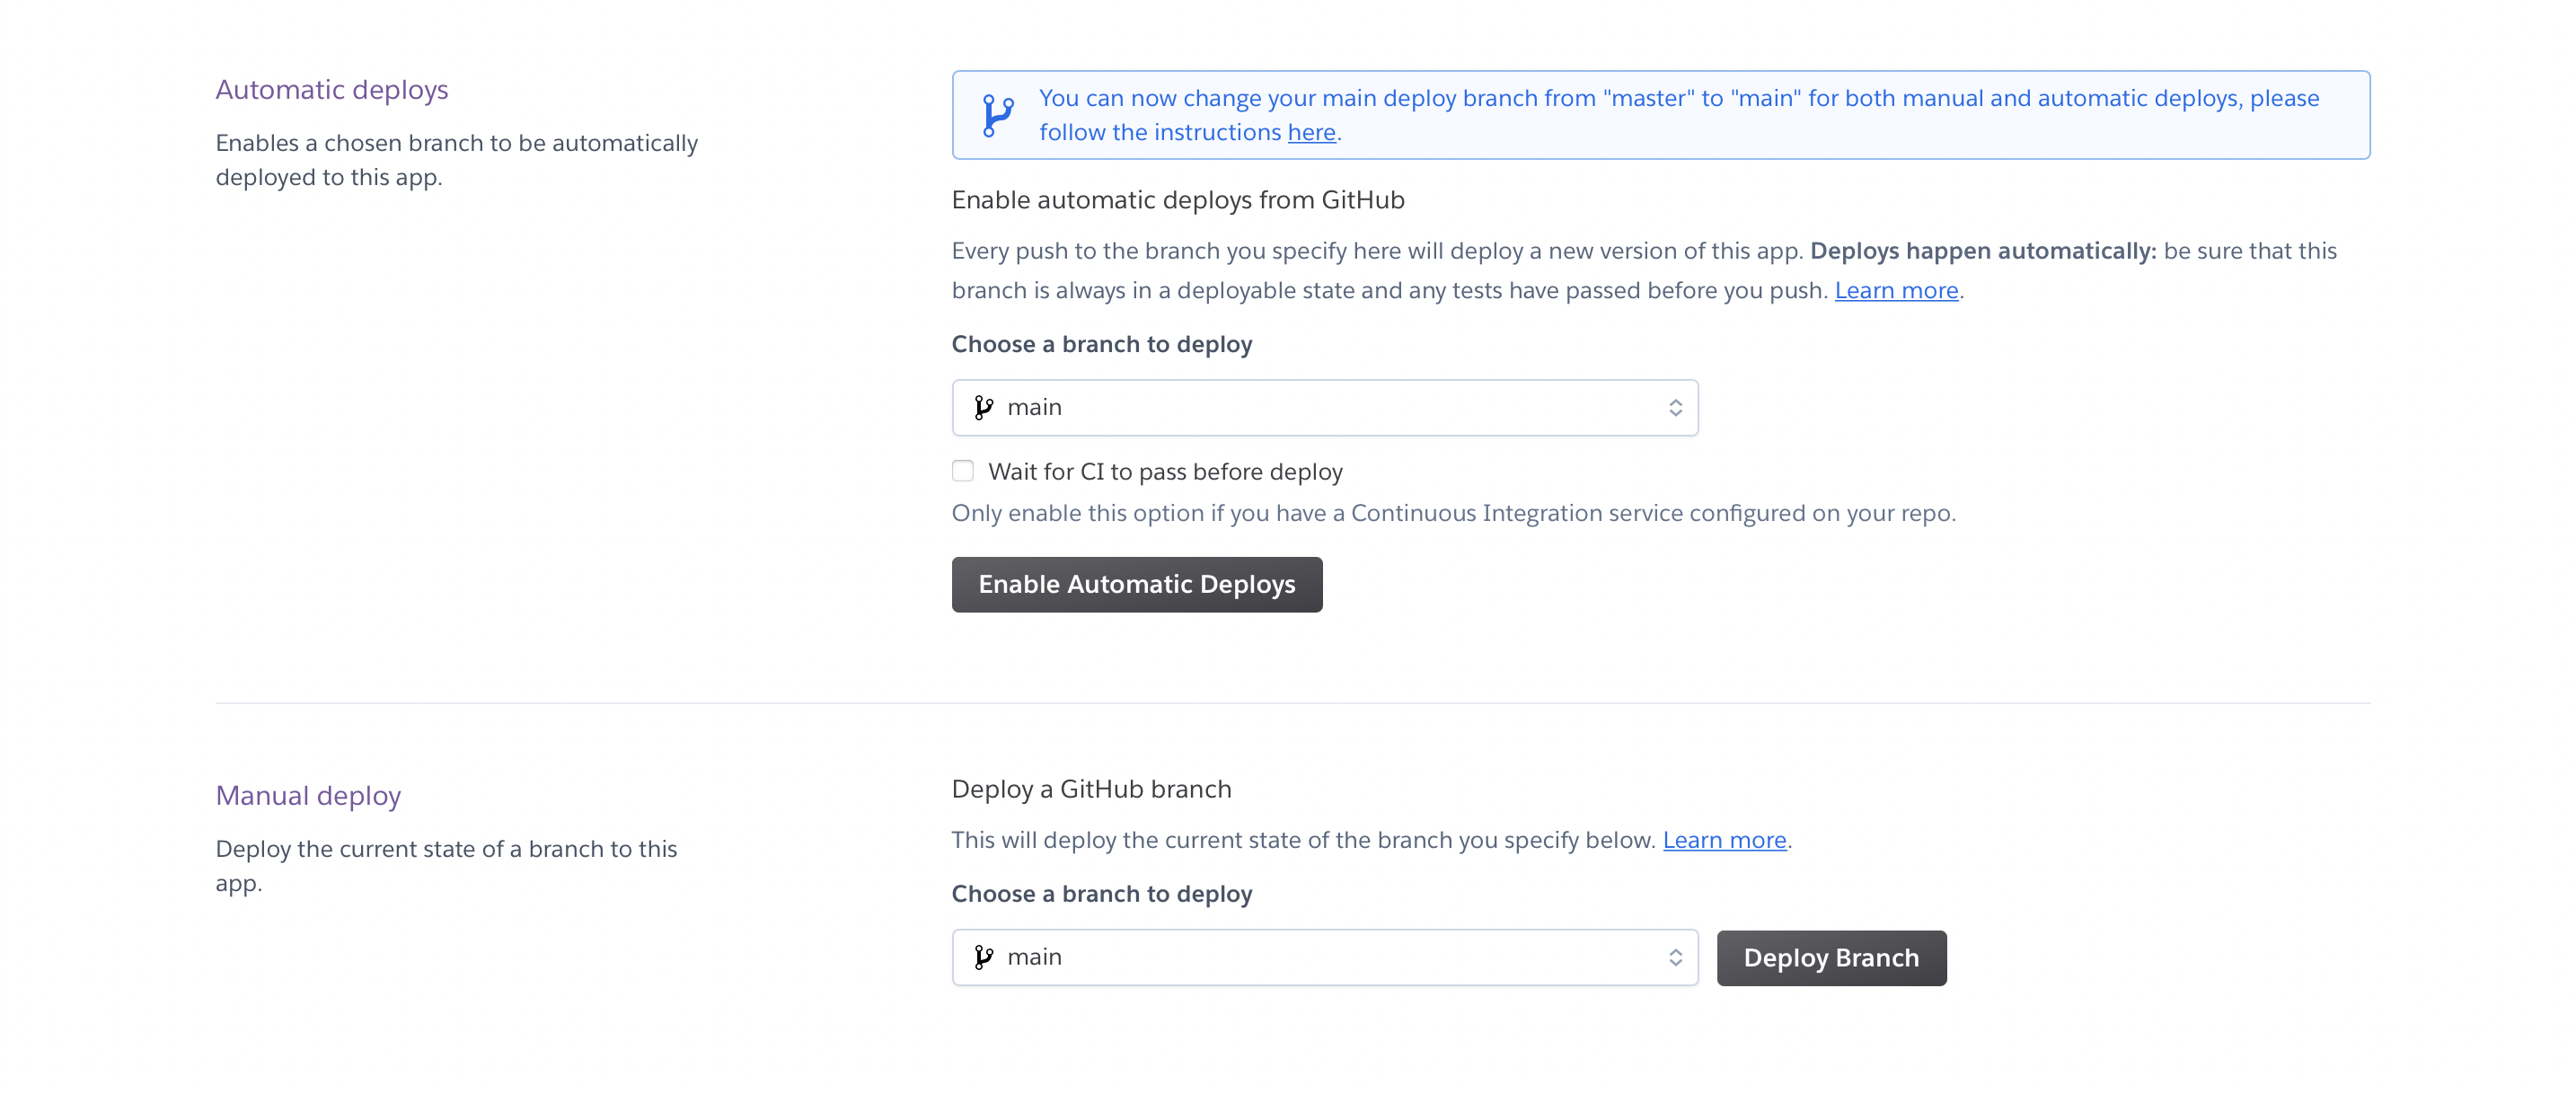 Automatic deploys
Enables a chosen branch to be automatically
deployed to this app.
You can now change your main deploy branch from "master" to "main" for both manual and automatic deploys, please
follow the instructions here.
Enable automatic deploys from GitHub
Every push to the branch you specify here will deploy a new version of this app. Deploys happen automatically: be sure that this
branch is always in a deployable state and any tests have passed before you push. Learn more.
Choose a branch to deploy
main
Wait for CI to pass before deploy
Only enable this option if you have a Continuous Integration service configured on your repo.
Enable Automatic Deploys
Manual deploy
Deploy the current state of a branch to this
app.
Deploy a GitHub branch
This will deploy the current state of the branch you specify below. Learn more.
Choose a branch to deploy
main
Deploy Branch